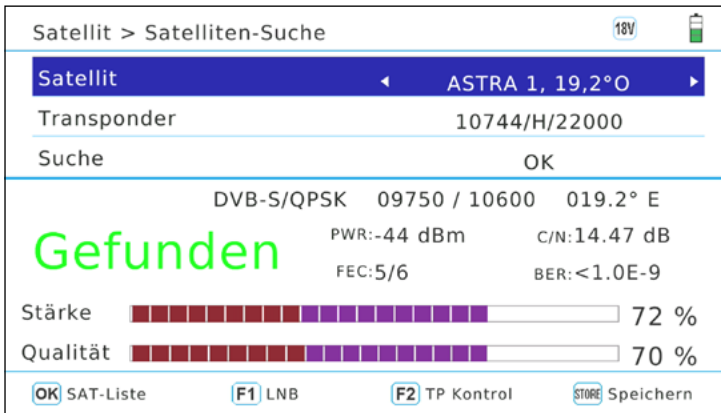 Satellit > Satelliten-Suche 18V
Satellit ASTRA 1, 19,2°O
Transponder 10744/H/22000
Suche OK
DVB-S/QPSK 09750 / 10600 019.2° E
Gefunden
PWR:-44 dBm C/N:14.47 dB
FEC:5/6 BER:<1.0E-9
Stärke 72 %
Qualität 70 %
OK SAT-Liste F1 LNB F2 TP Kontrol STORE Speichern